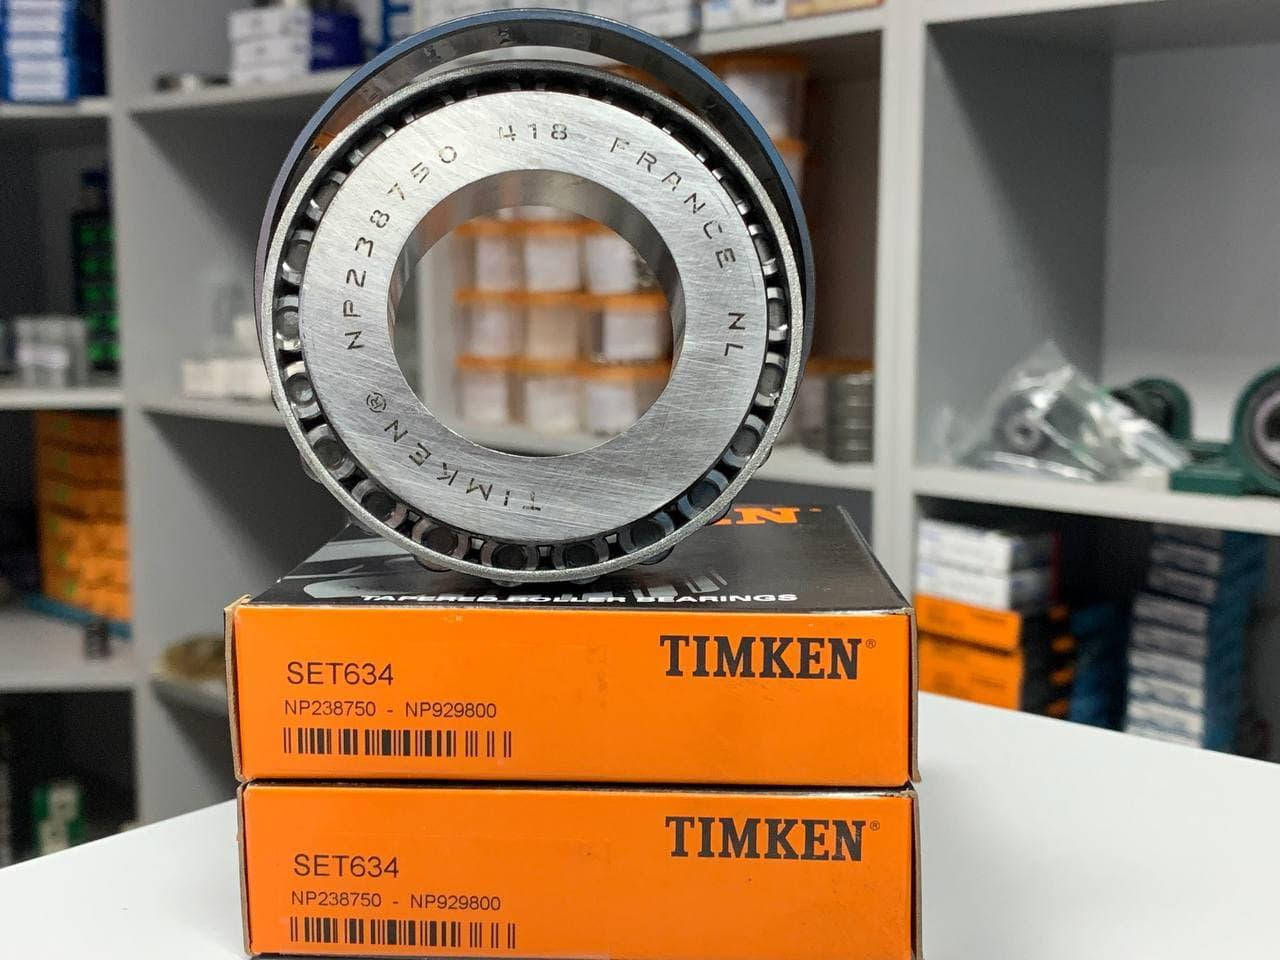 TIMKEN® NP238750 418 FRANCE NL
TAPERED ROLLER BEARINGS
TIMKEN®
SET634
NP238750 - NP929800
TIMKEN®
SET634
NP238750 - NP929800